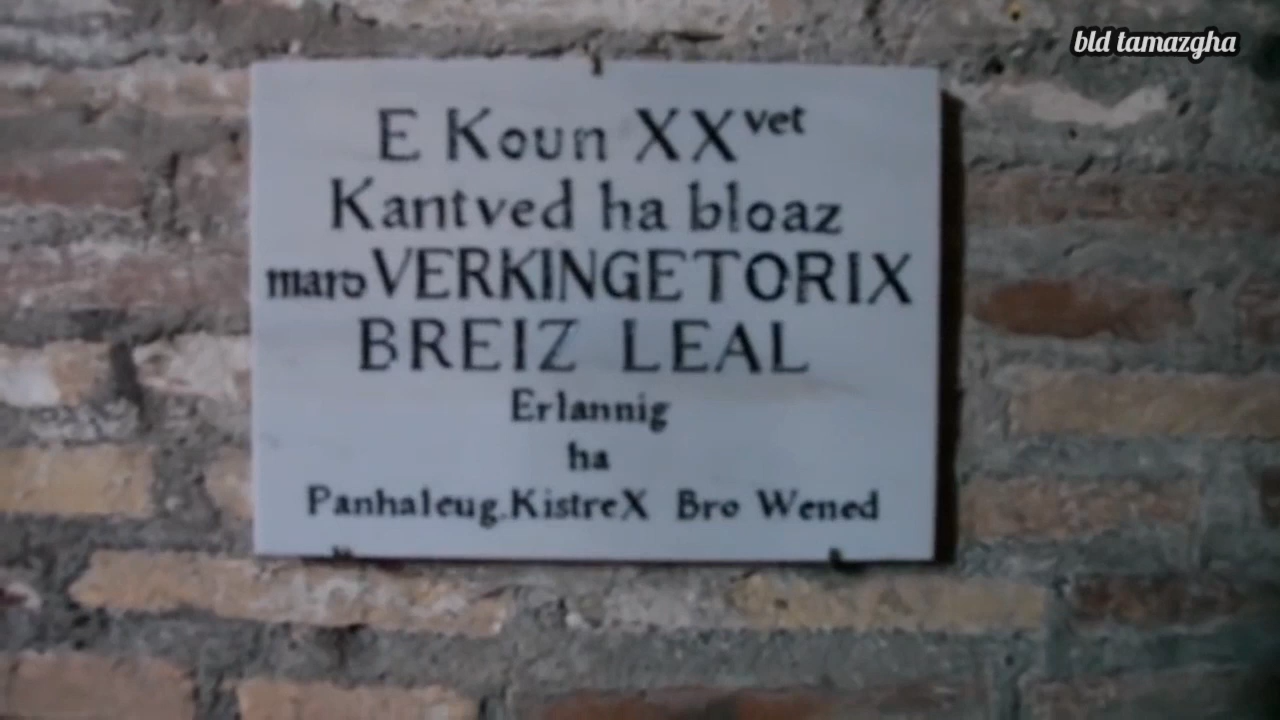 bld tamazgha
E Koun XXvet
Kantved ha bloaz
maro VERKINGETORIX
BREIZ LEAL
Erlannig
ha
Panhaleug.KistreX Bro Wened